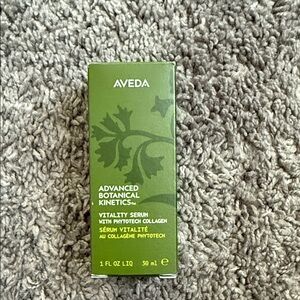 AVEDA
ADVANCED
BOTANICAL
KINETICS™
VITALITY SERUM
WITH PHYTOTECH COLLAGEN
SÉRUM VITALITÉ
AU COLLAGÈNE PHYTOTECH
1 FL OZ LIQ 30 ml ℮